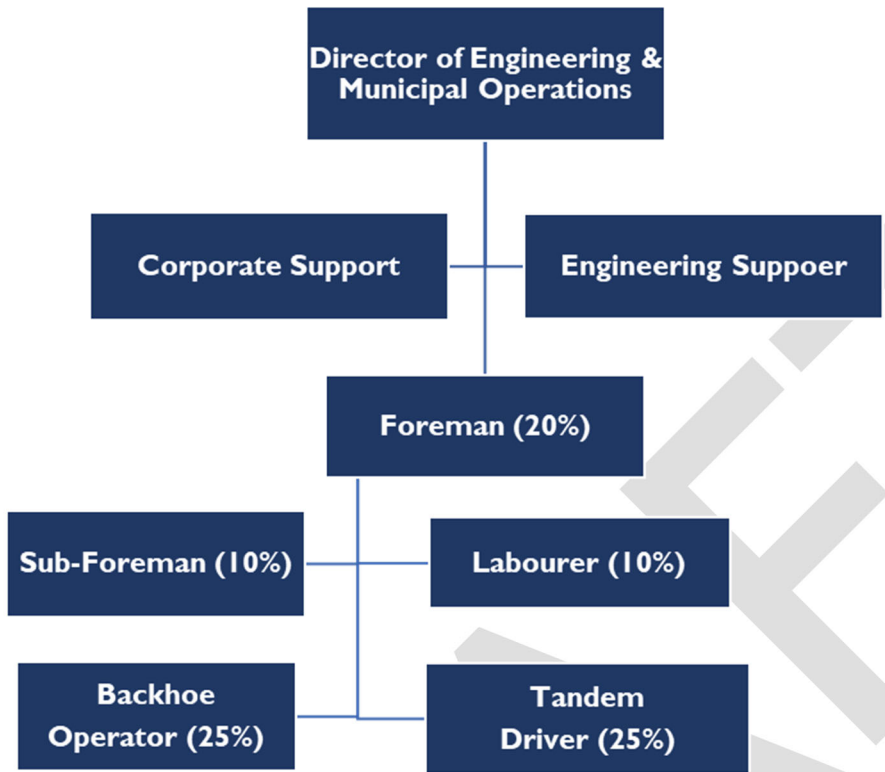 Director of Engineering &
Municipal Operations
Corporate Support
Engineering Suppoer
Foreman (20%)
Sub-Foreman (10%)
Labourer (10%)
Backhoe
Operator (25%)
Tandem
Driver (25%)